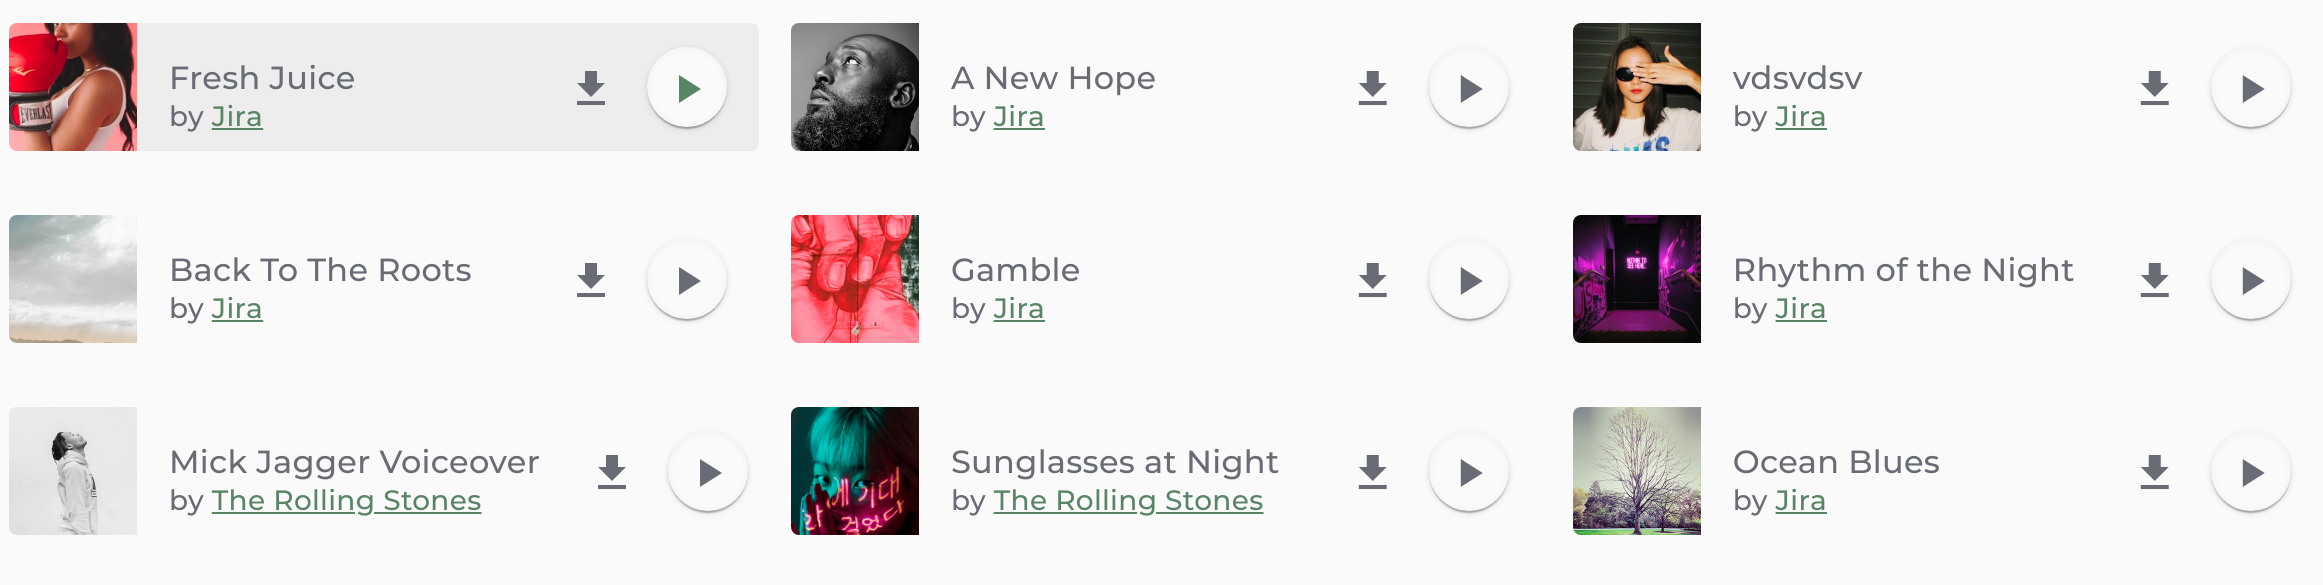 EVERLAST
Fresh Juice
by Jira
A New Hope
by Jira
vdsvdsv
by Jira
Back To The Roots
by Jira
Gamble
by Jira
Rhythm of the Night
by Jira
Mick Jagger Voiceover
by The Rolling Stones
Sunglasses at Night
by The Rolling Stones
Ocean Blues
by Jira